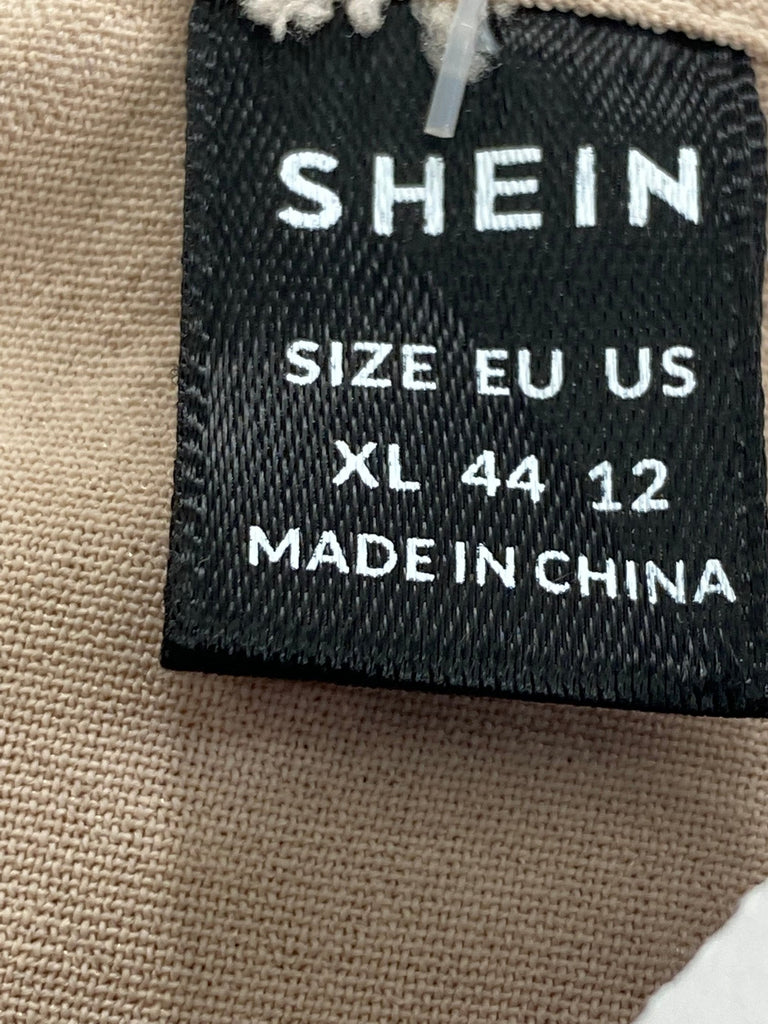 SHEIN
SIZE EU US
XL 44 12
MADE IN CHINA